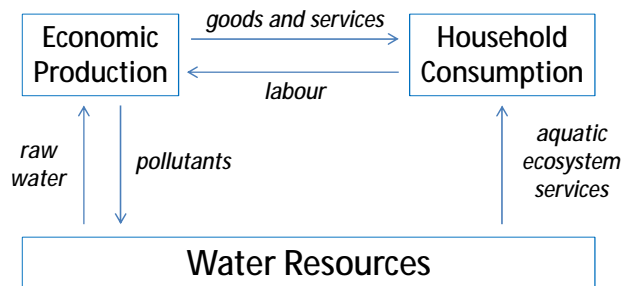 goods and services
Economic
Production
Household
Consumption
labour
raw
water
pollutants
aquatic
ecosystem
services
Water Resources